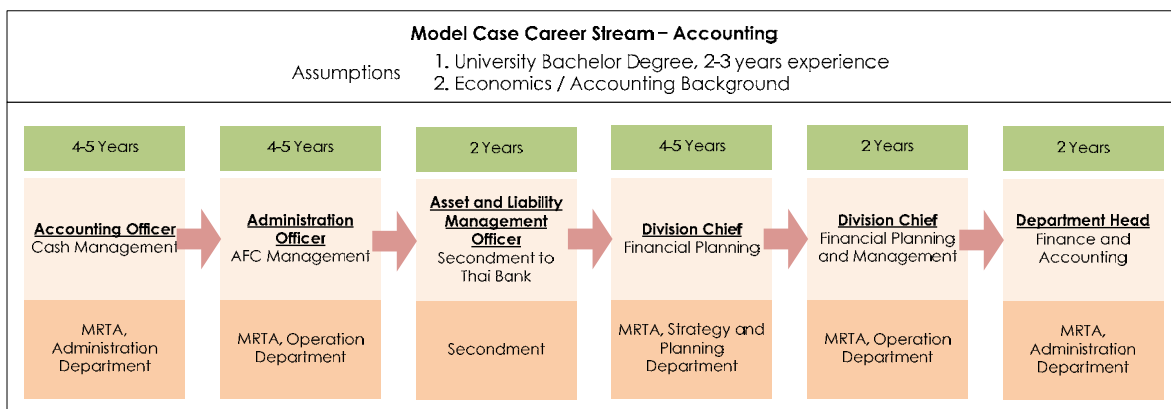 Model Case Career Stream – Accounting
Assumptions
1. University Bachelor Degree, 2-3 years experience
2. Economics / Accounting Background
4-5 Years
4-5 Years
2 Years
4-5 Years
2 Years
2 Years
Accounting Officer
Cash Management
Administration
Officer
AFC Management
Asset and Liability
Management
Officer
Secondment to
Thai Bank
Division Chief
Financial Planning
Division Chief
Financial Planning
and Management
Department Head
Finance and
Accounting
MRTA,
Administration
Department
MRTA, Operation
Department
Secondment
MRTA, Strategy and
Planning
Department
MRTA, Operation
Department
MRTA,
Administration
Department